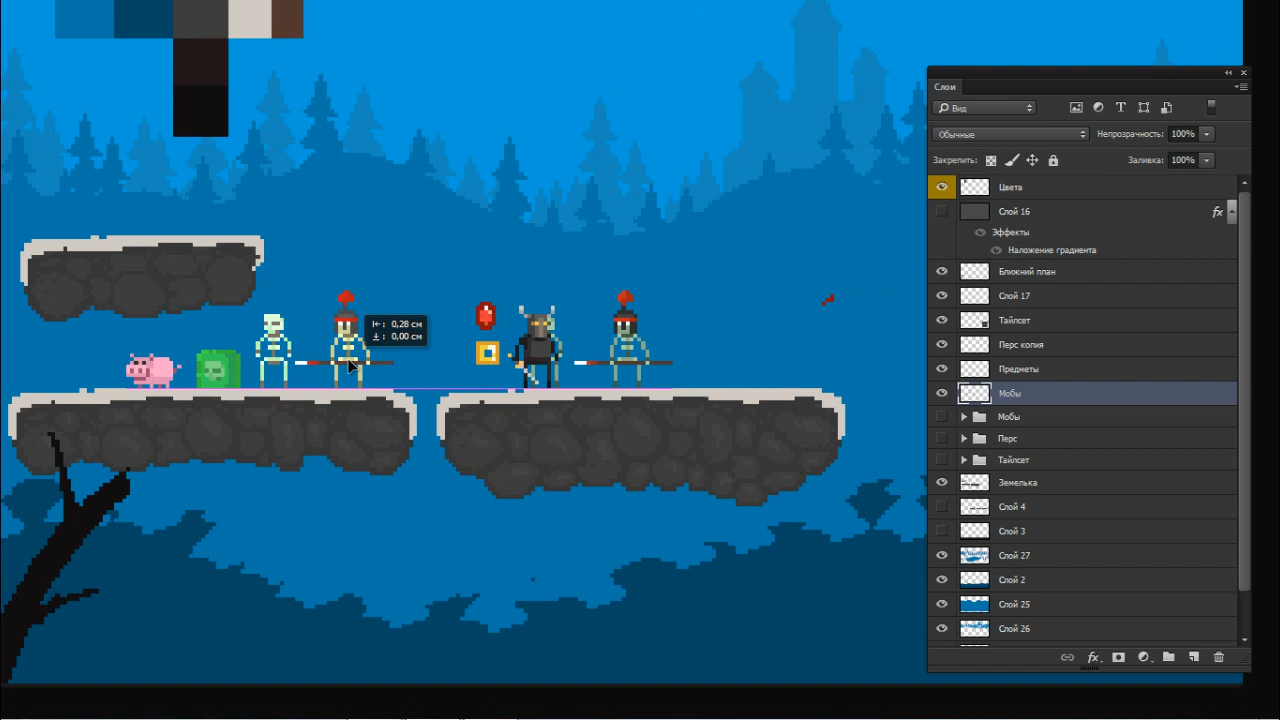 Слои
Вид
Обычные
Непрозрачность: 100%
Закрепить:
Заливка: 100%
Цвета
Слой 16
fx
Эффекты
Наложение градиента
Ближний план
Слой 17
Тайлсет
Перс копия
Предметы
Мобы
Мобы
Перс
Тайлсет
Земелька
Слой 4
Слой 3
Слой 27
Слой 2
Слой 25
Слой 26
fx
0,28 см
0,00 см